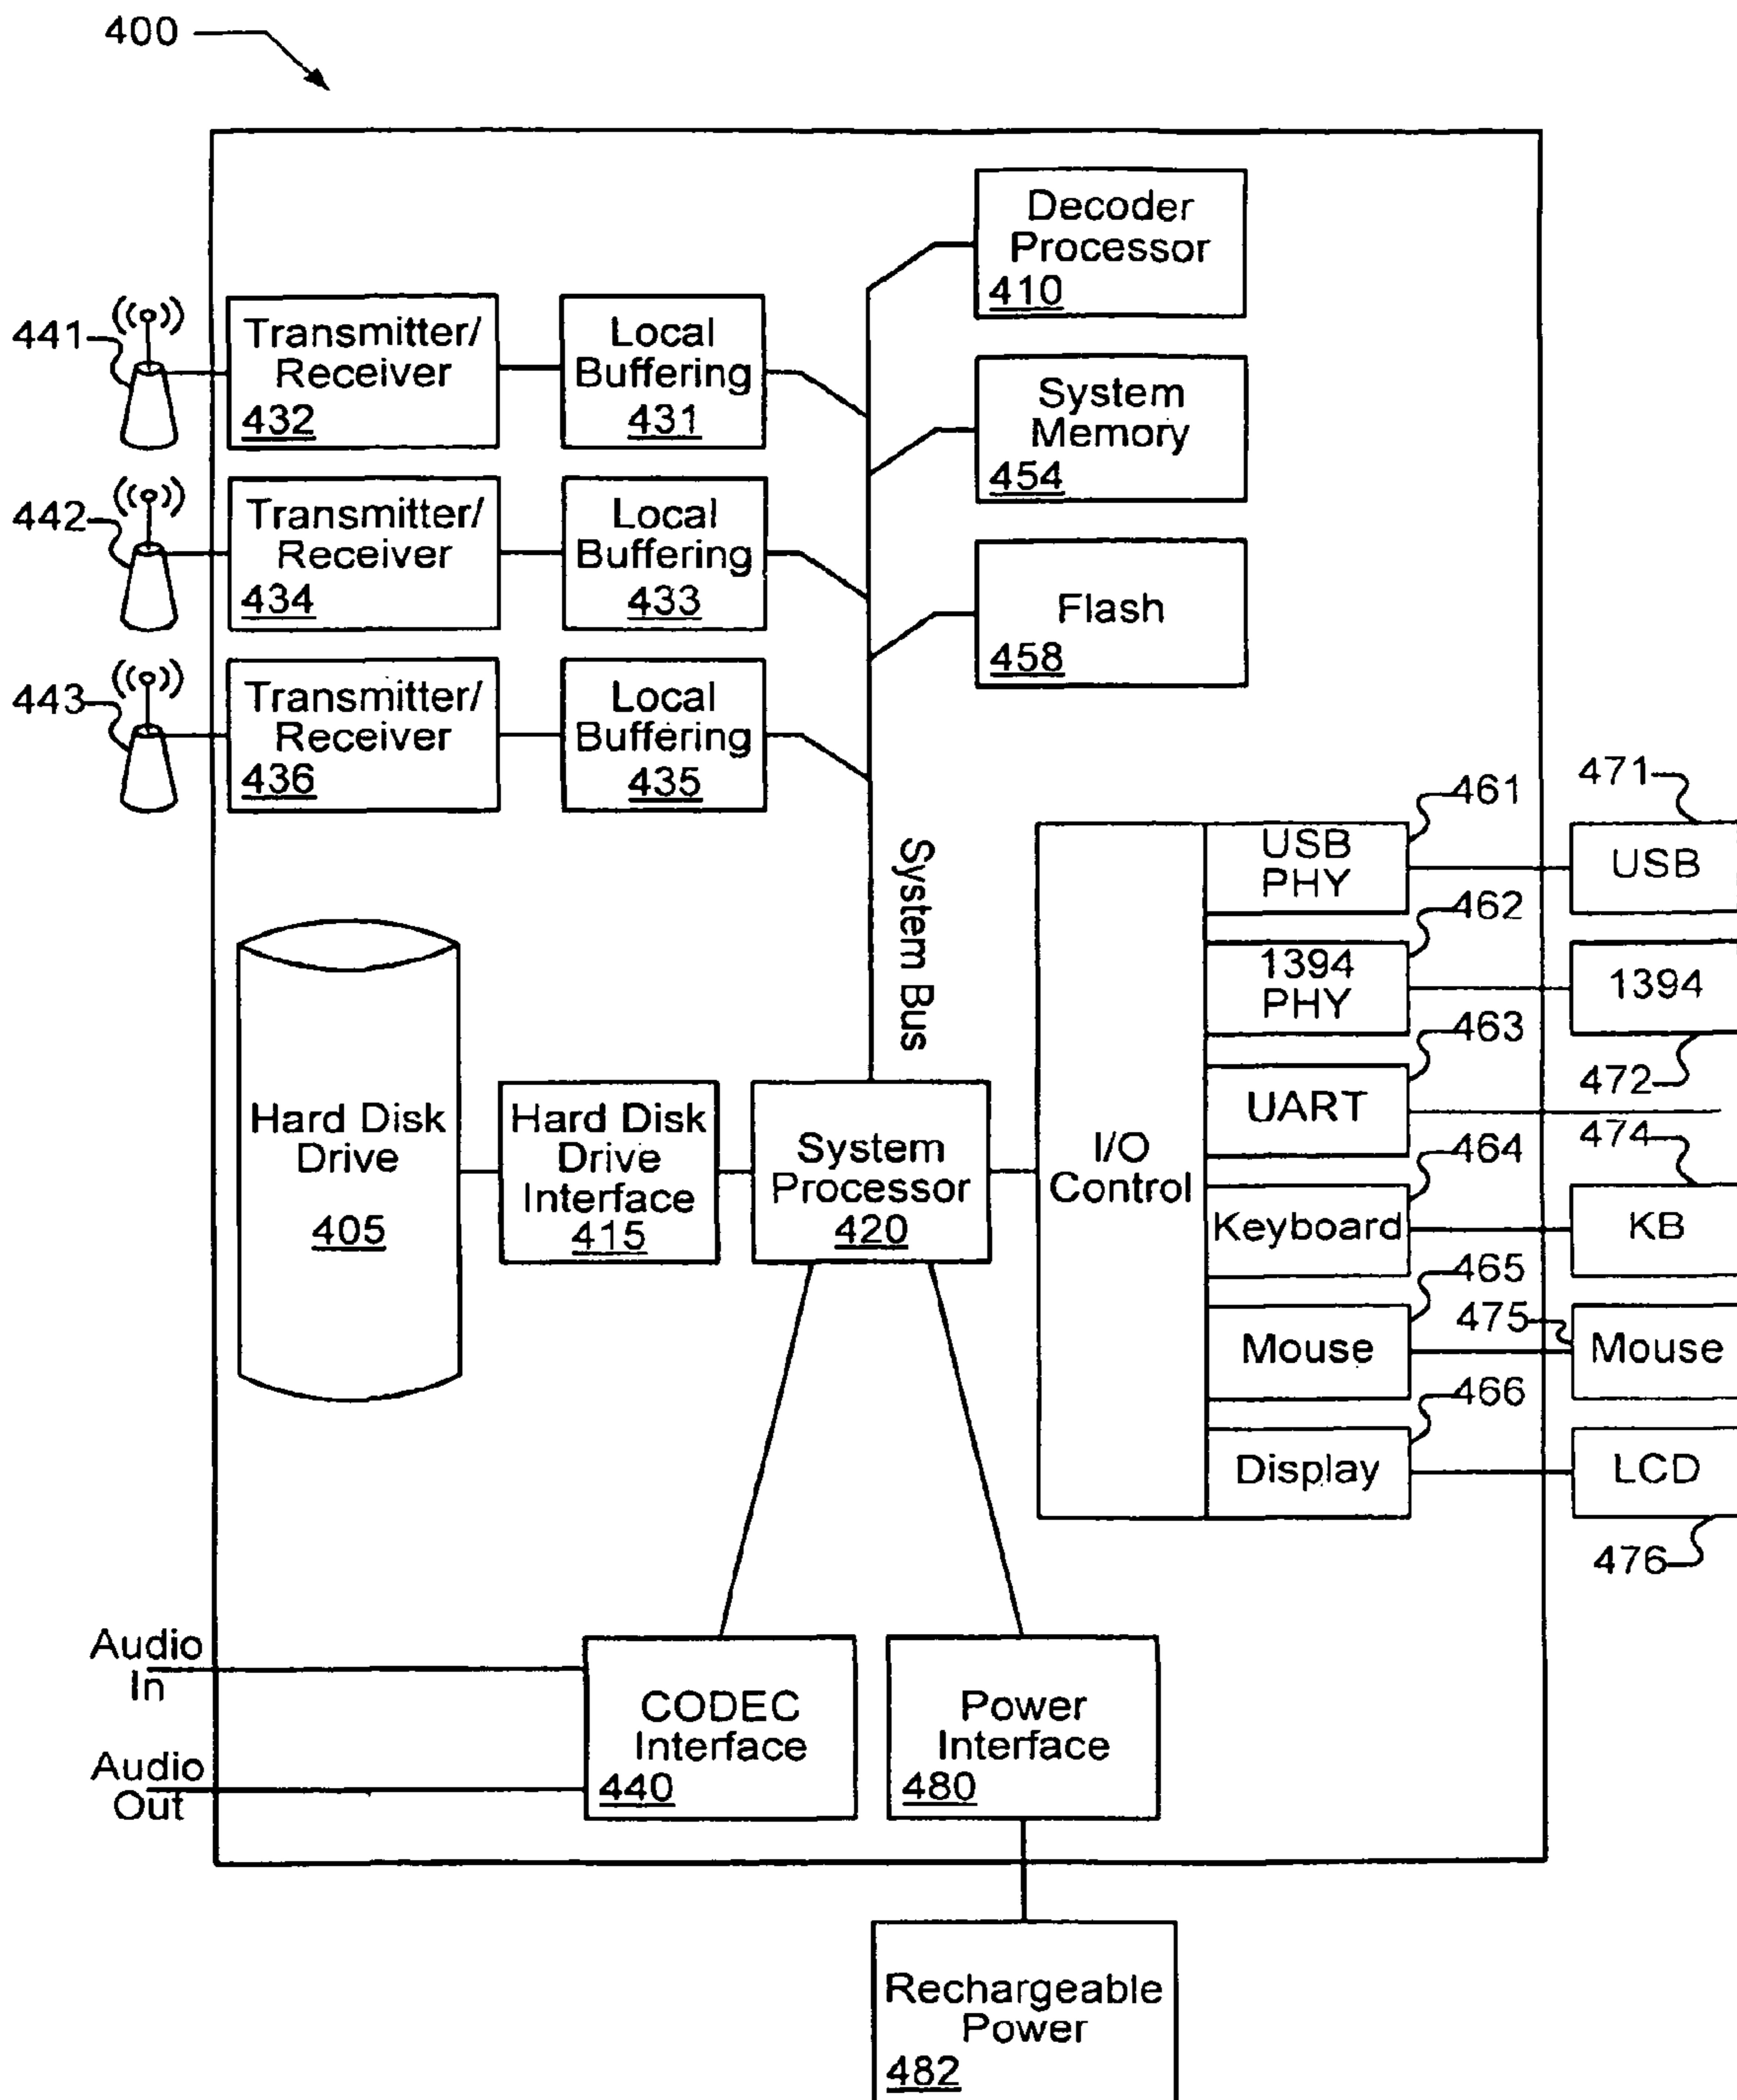 400
Decoder
Processor
410
441
Transmitter/
Receiver
432
Local
Buffering
431
System
Memory
454
442
Transmitter/
Receiver
434
Local
Buffering
433
Flash
458
443
Transmitter/
Receiver
436
Local
Buffering
435
System Bus
Hard Disk
Drive
405
Hard Disk
Drive
Interface
415
System
Processor
420
I/O
Control
USB
PHY
461
471
USB
1394
PHY
462
1394
472
UART
463
Keyboard
464
474
KB
Mouse
465
475
Mouse
Display
466
LCD
476
Audio
In
Audio
Out
CODEC
Interface
440
Power
Interface
480
Rechargeable
Power
482